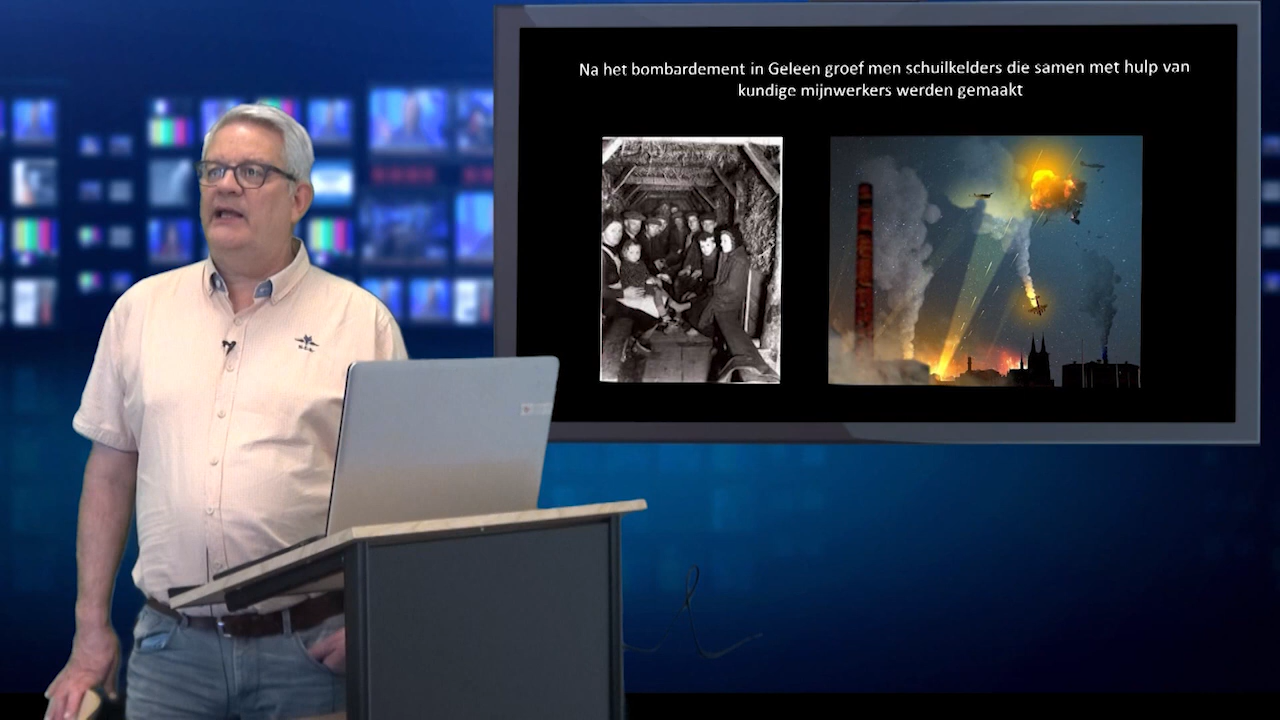 Na het bombardement in Geleen groef men schuilkelders die samen met hulp van
kundige mijnwerkers werden gemaakt